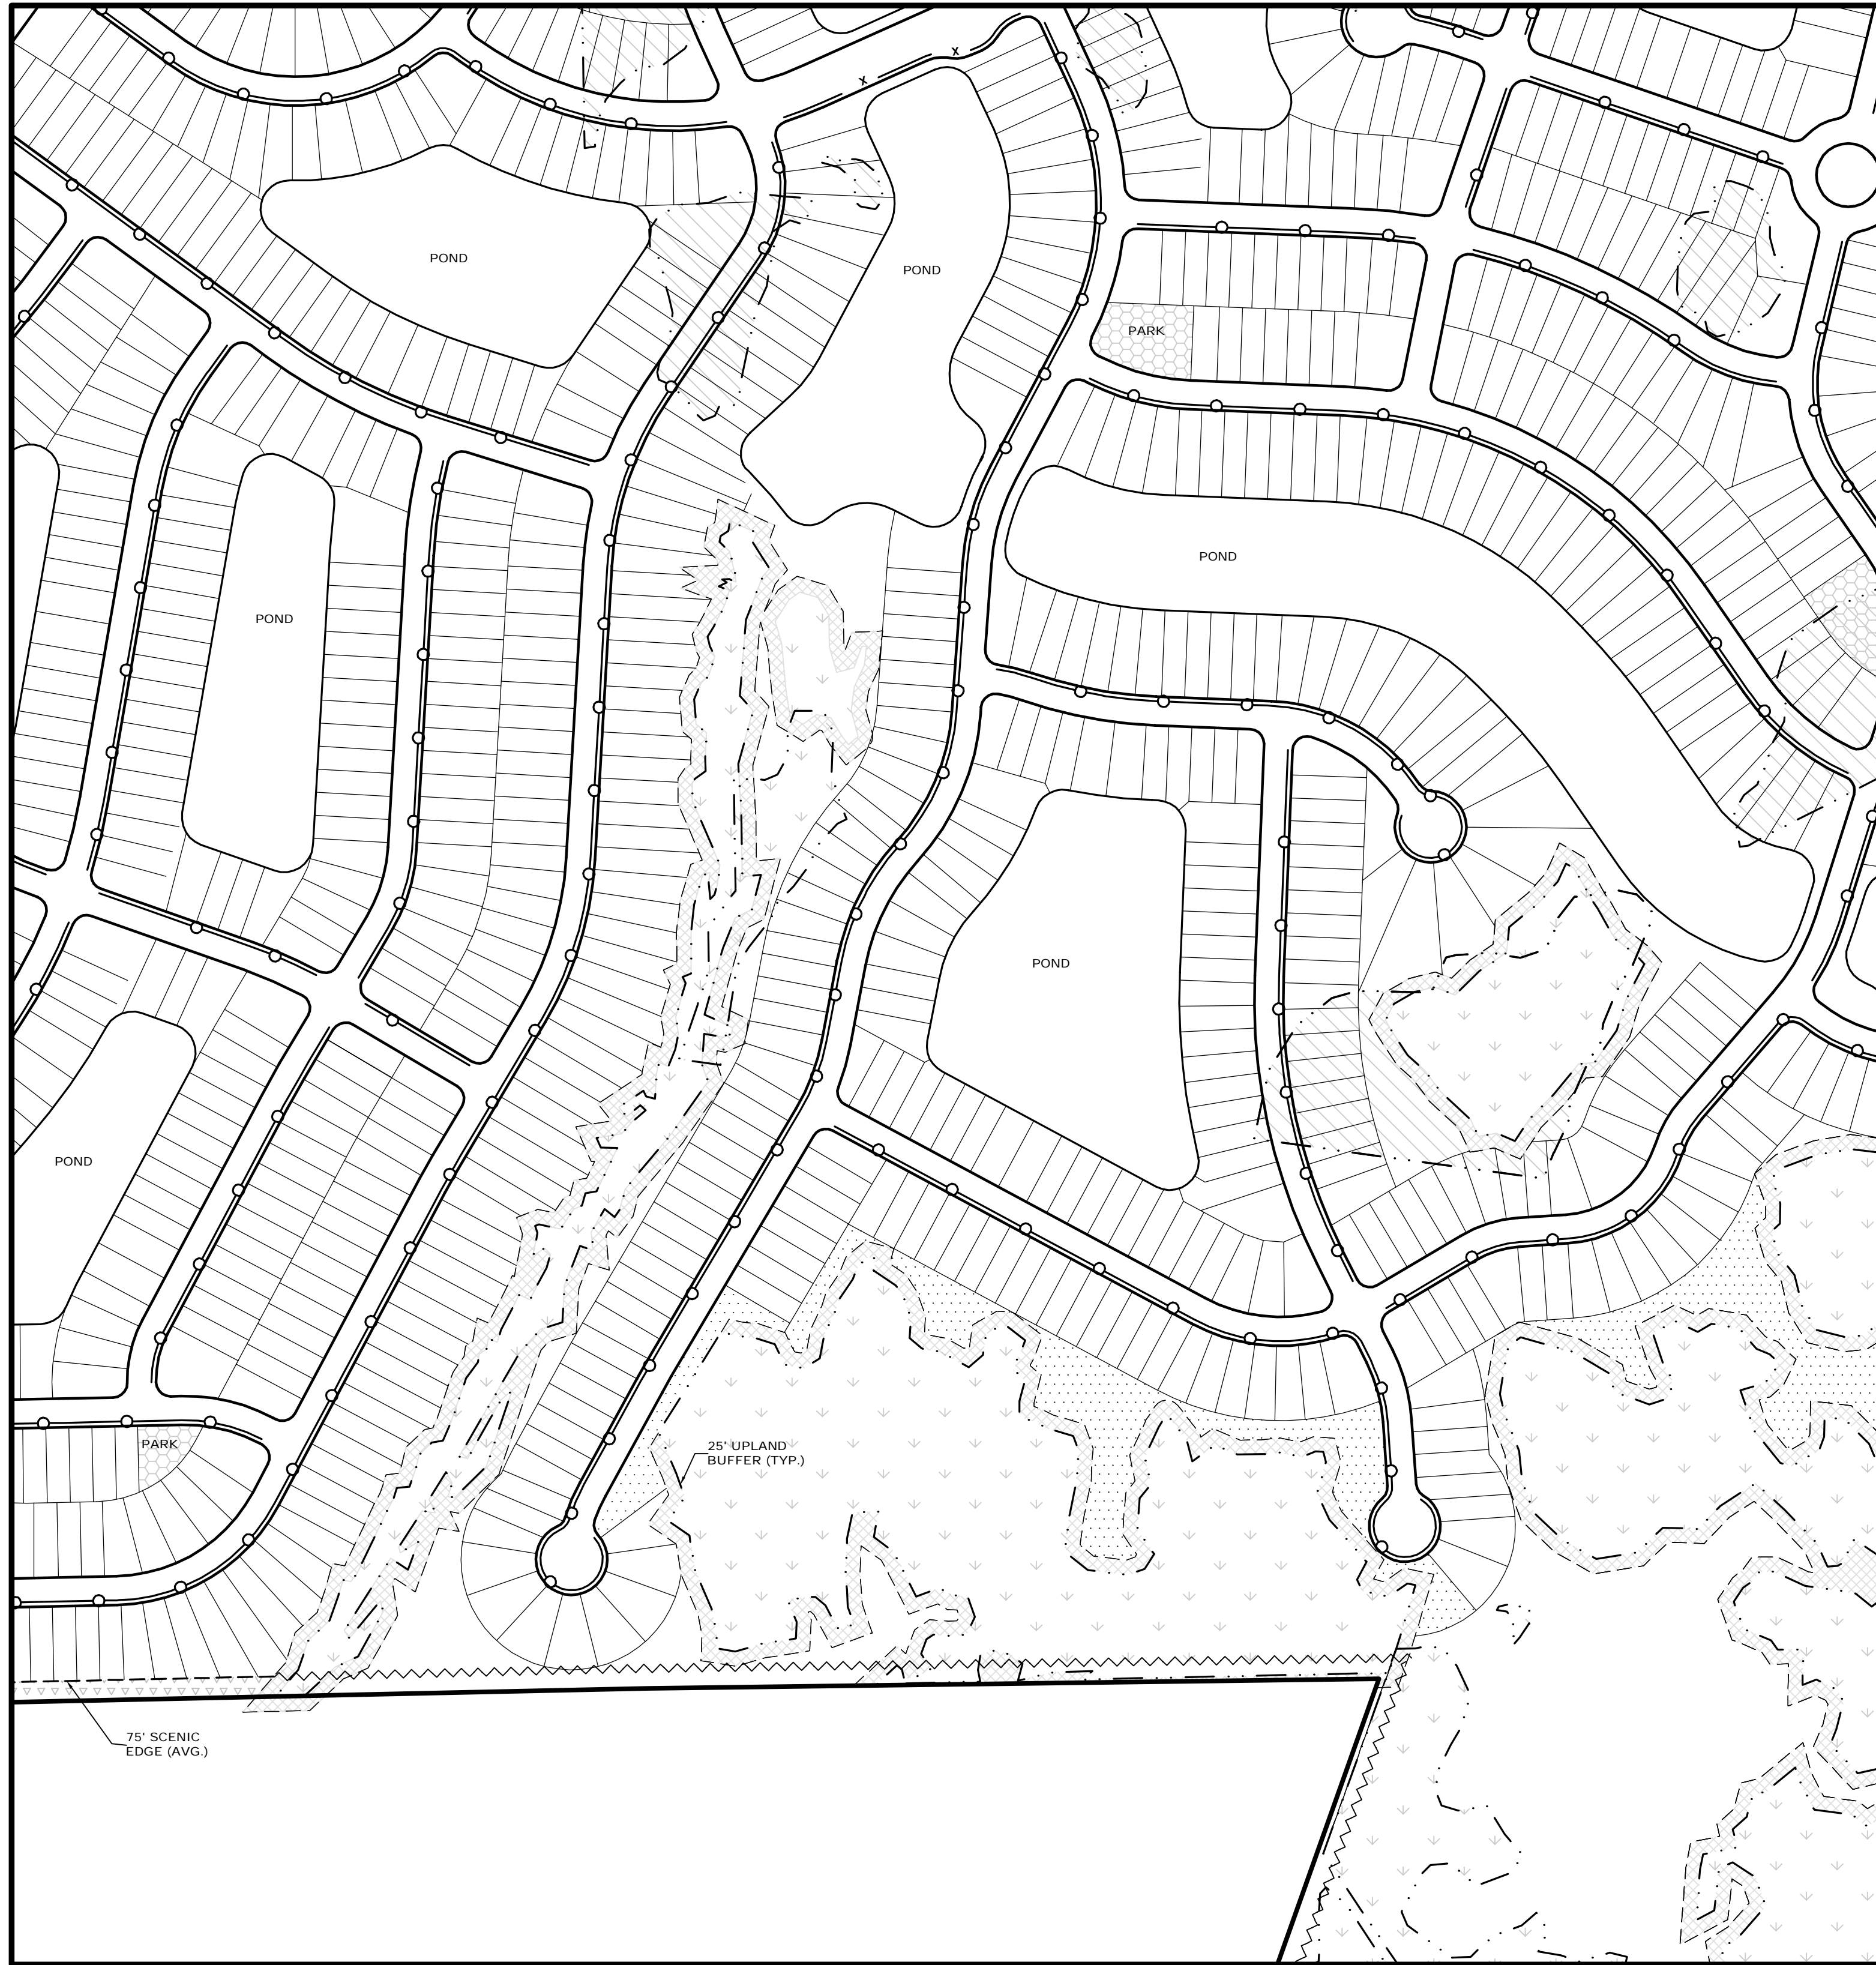 POND
POND
PARK
POND
POND
POND
POND
PARK
25' UPLAND
BUFFER (TYP.)
75' SCENIC
EDGE (AVG.)